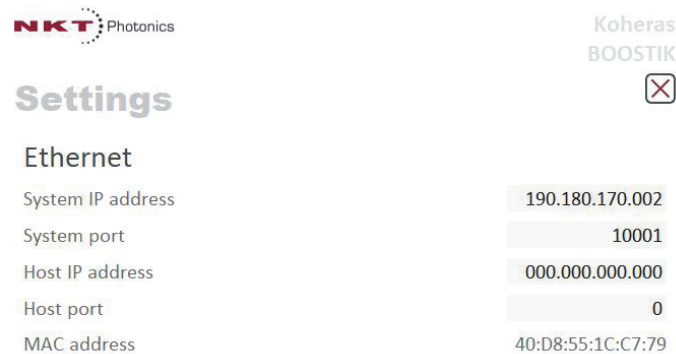 NKT Photonics
Koheras
BOOSTIK
Settings
Ethernet
System IP address 190.180.170.002
System port 10001
Host IP address 000.000.000.000
Host port 0
MAC address 40:D8:55:1C:C7:79